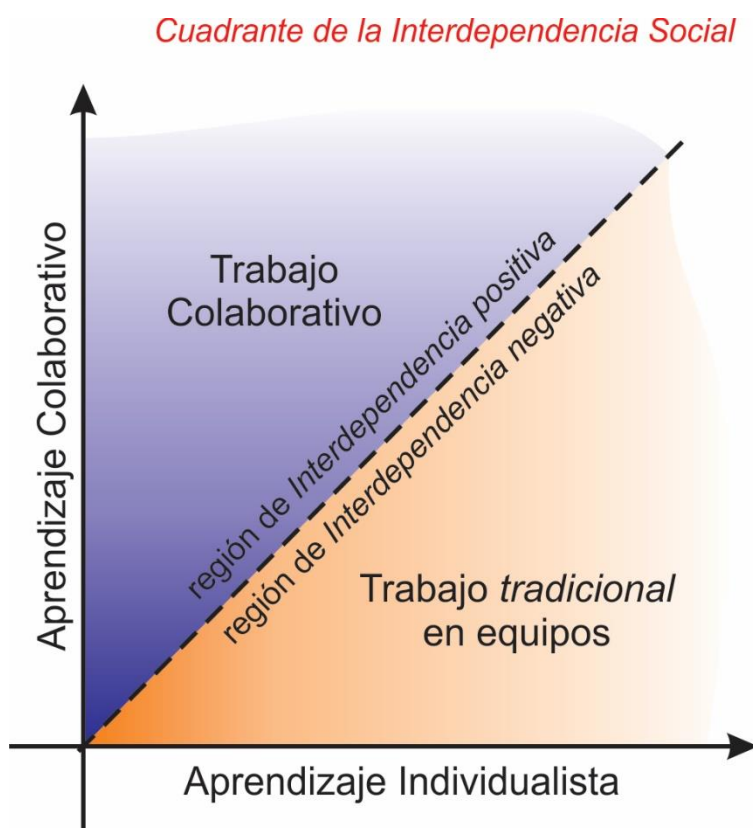 Cuadrante de la Interdependencia Social
Aprendizaje Colaborativo
Trabajo
Colaborativo
región de Interdependencia positiva
región de Interdependencia negativa
Trabajo tradicional
en equipos
Aprendizaje Individualista